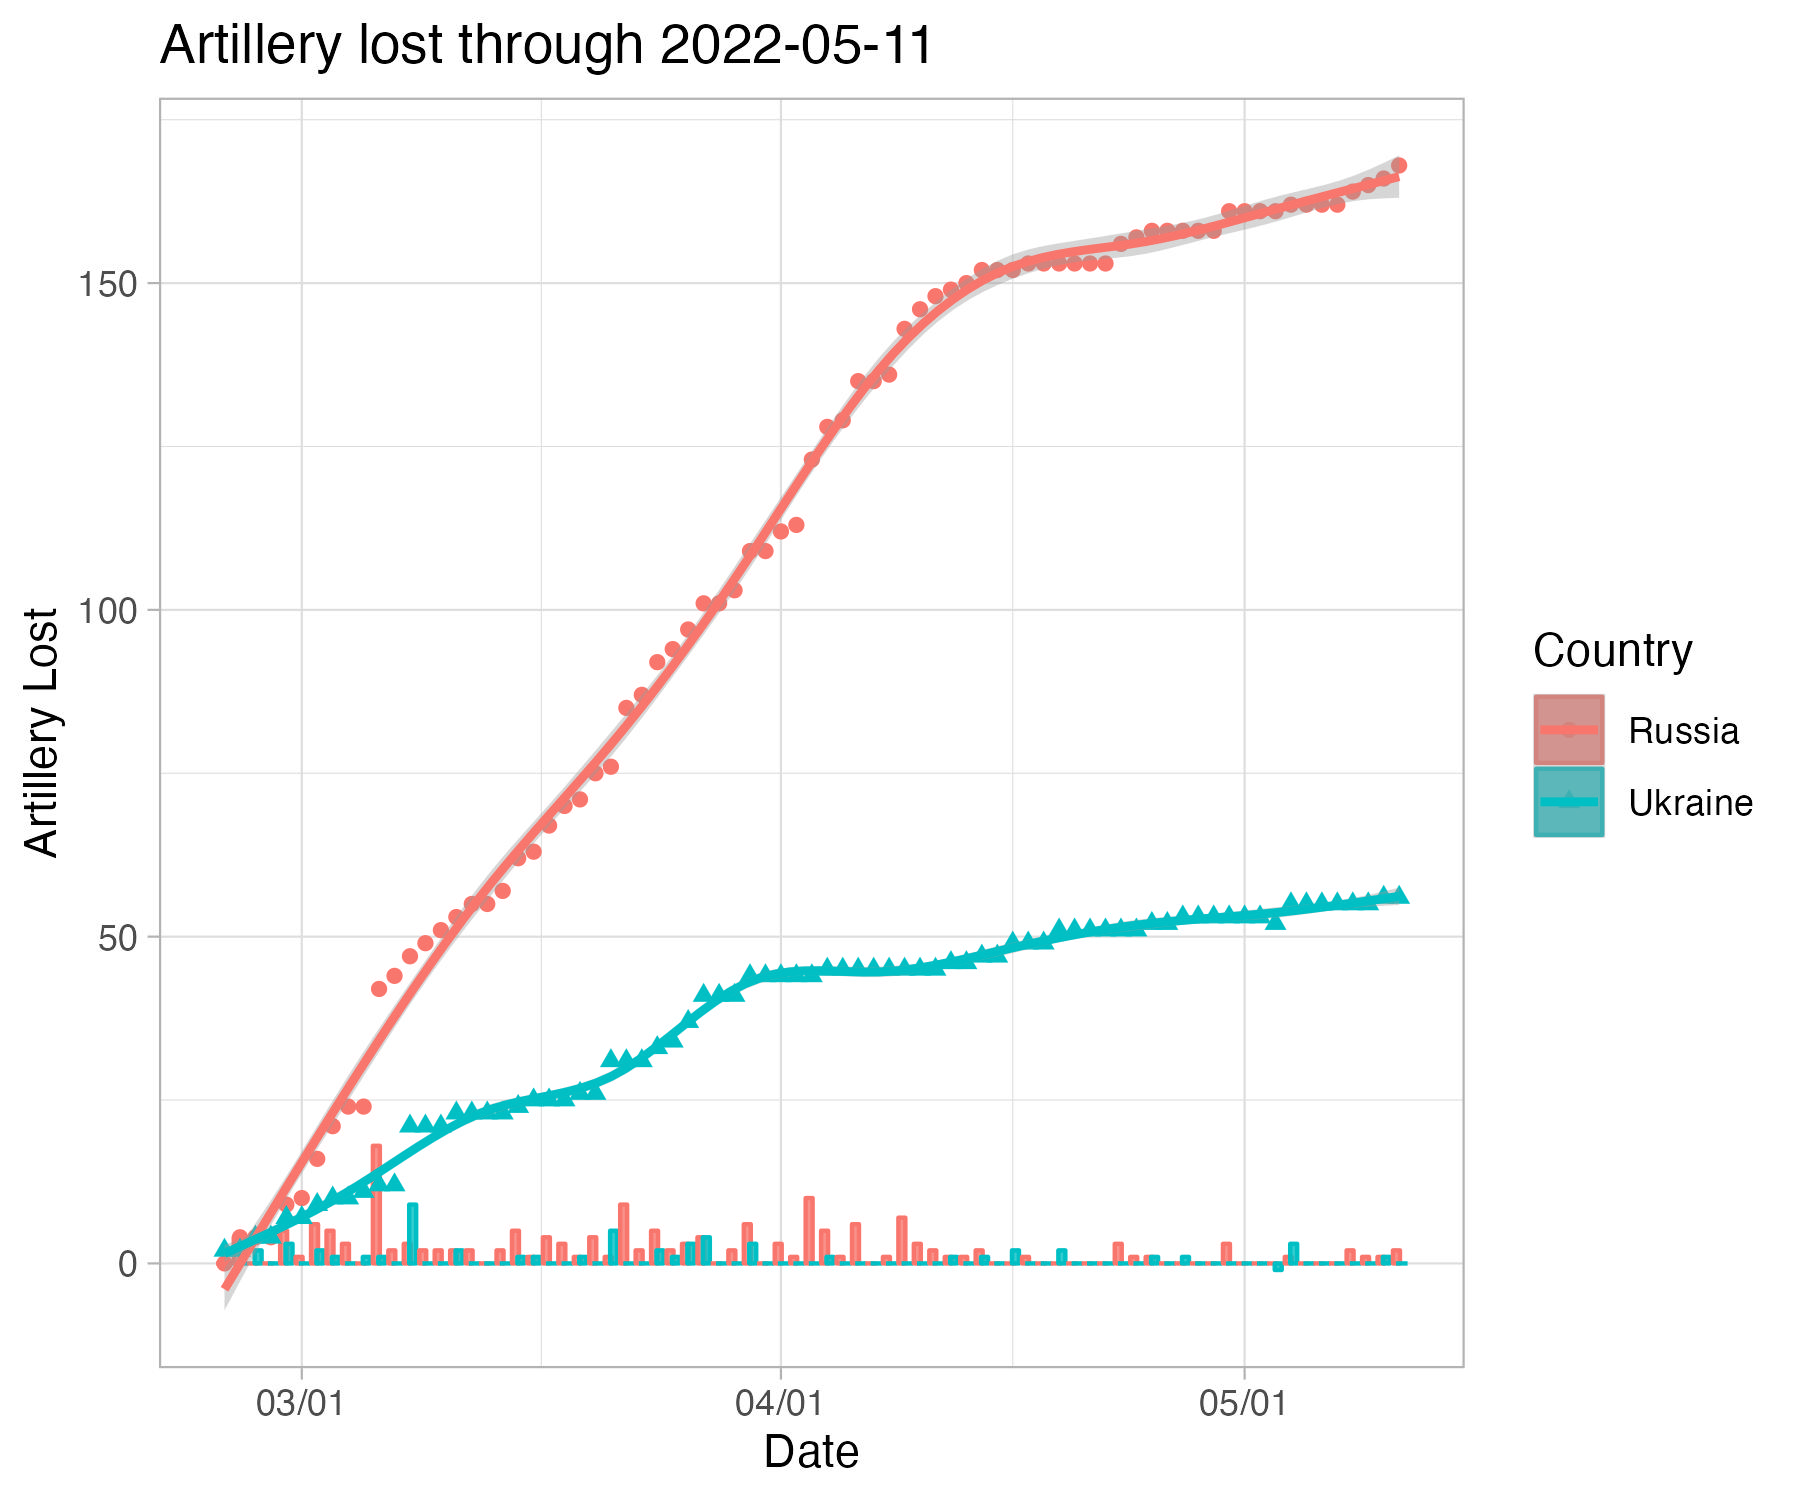 Artillery lost through 2022-05-11
Artillery Lost
150
100
50
0
03/01
04/01
05/01
Date
Country
Russia
Ukraine